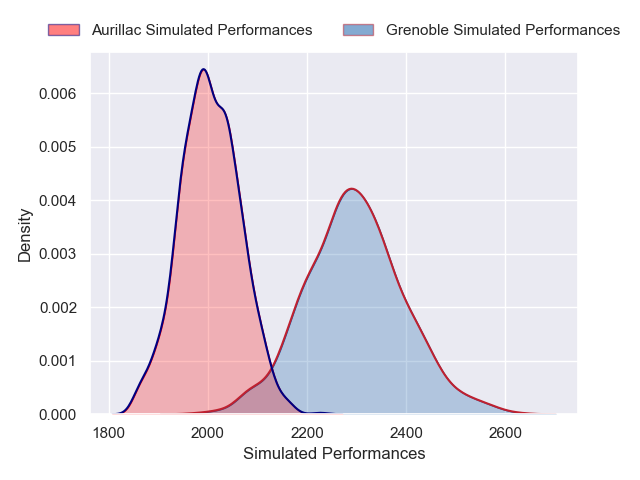 Aurillac Simulated Performances Grenoble Simulated Performances
0.006
0.005
0.004
0.003
0.002
0.001
0.000
Density
1800 2000 2200 2400 2600
Simulated Performances